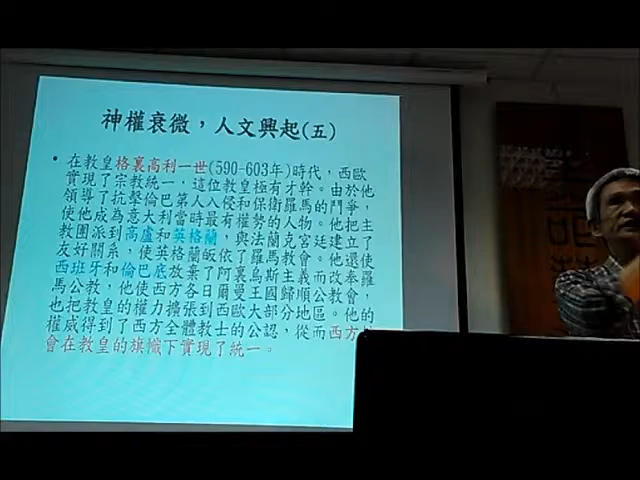 神權衰微，人文興起(五)
• 在教皇格裏高利一世(590-603年)時代，西歐
實現了宗教統一，這位教皇極有才幹。由於他
領導了抗擊倫巴第人入侵和保衛羅馬的鬥爭，
使他成為意大利當時最有權勢的人物。他把主
教團派到高盧和英格蘭，與法蘭克宮廷建立了
友好關系，使英格蘭皈依了羅馬教會。他還使
西班牙和倫巴底放棄了阿裏烏斯主義而改奉羅
馬公教，他使西方各日爾曼王國歸順公教會，
也把教皇的權力擴張到西歐大部分地區。他的
權威得到了西方全體教士的公認，從而西方
會在教皇的旗幟下實現了統一。